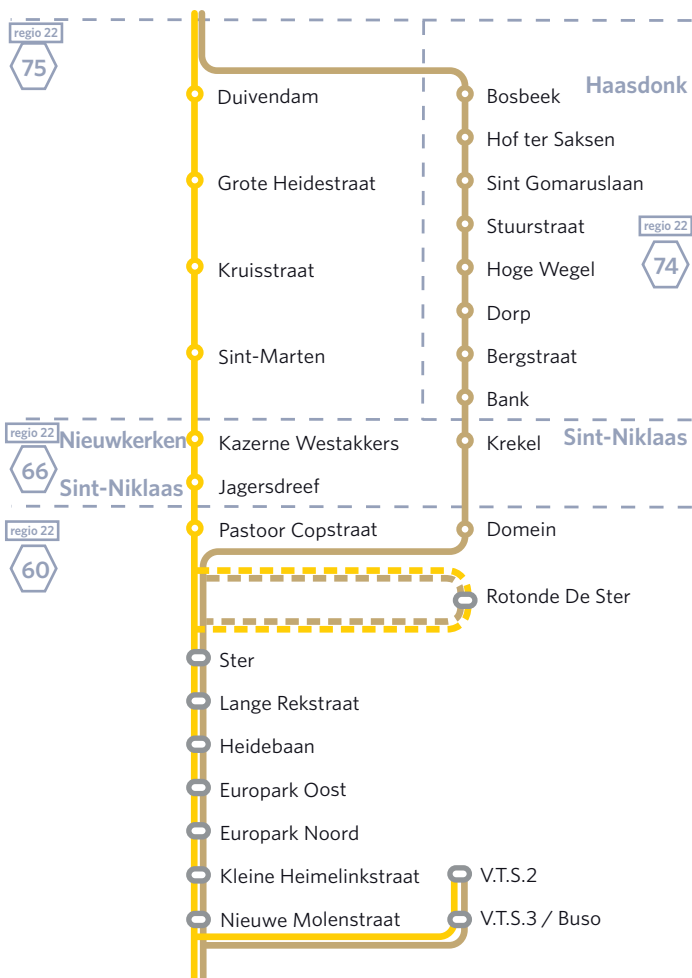 regio 22
75
Duivendam
Grote Heidestraat
Kruisstraat
Sint-Marten
Haasdonk
Bosbeek
Hof ter Saksen
Sint Gomaruslaan
Stuurstraat
regio 22
74
Hoge Wegel
Dorp
Bergstraat
Bank
regio 22
66
Nieuwkerken
Sint-Niklaas
Kazerne Westakkers
Jagersdreef
Krekel
Sint-Niklaas
regio 22
60
Pastoor Copstraat
Domein
Rotonde De Ster
Ster
Lange Rekstraat
Heidebaan
Europark Oost
Europark Noord
Kleine Heimelinkstraat
V.T.S.2
Nieuwe Molenstraat
V.T.S.3 / Buso